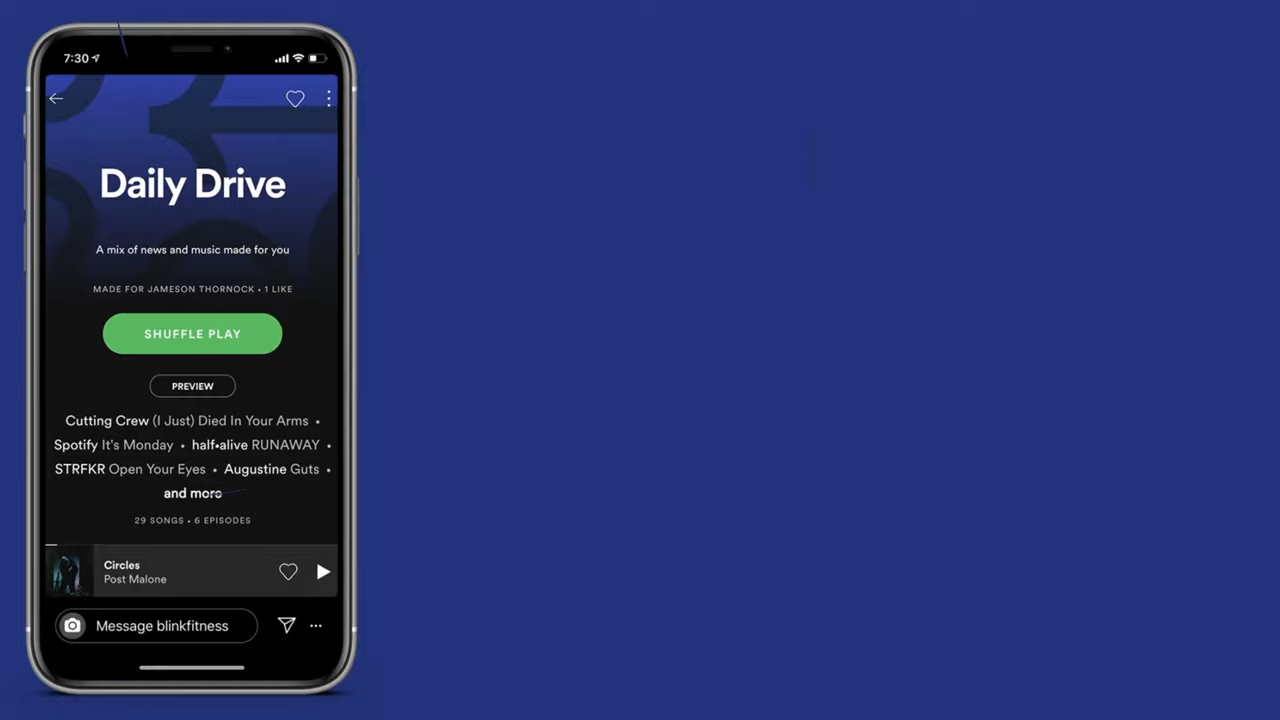 7:30
Daily Drive
A mix of news and music made for you
MADE FOR JAMESON THORNOCK • 1 LIKE
SHUFFLE PLAY
PREVIEW
Cutting Crew (I Just) Died In Your Arms •
Spotify It's Monday • half•alive RUNAWAY •
STRFKR Open Your Eyes • Augustine Guts •
and more
29 SONGS • 6 EPISODES
Circles
Post Malone
Message blinkfitness